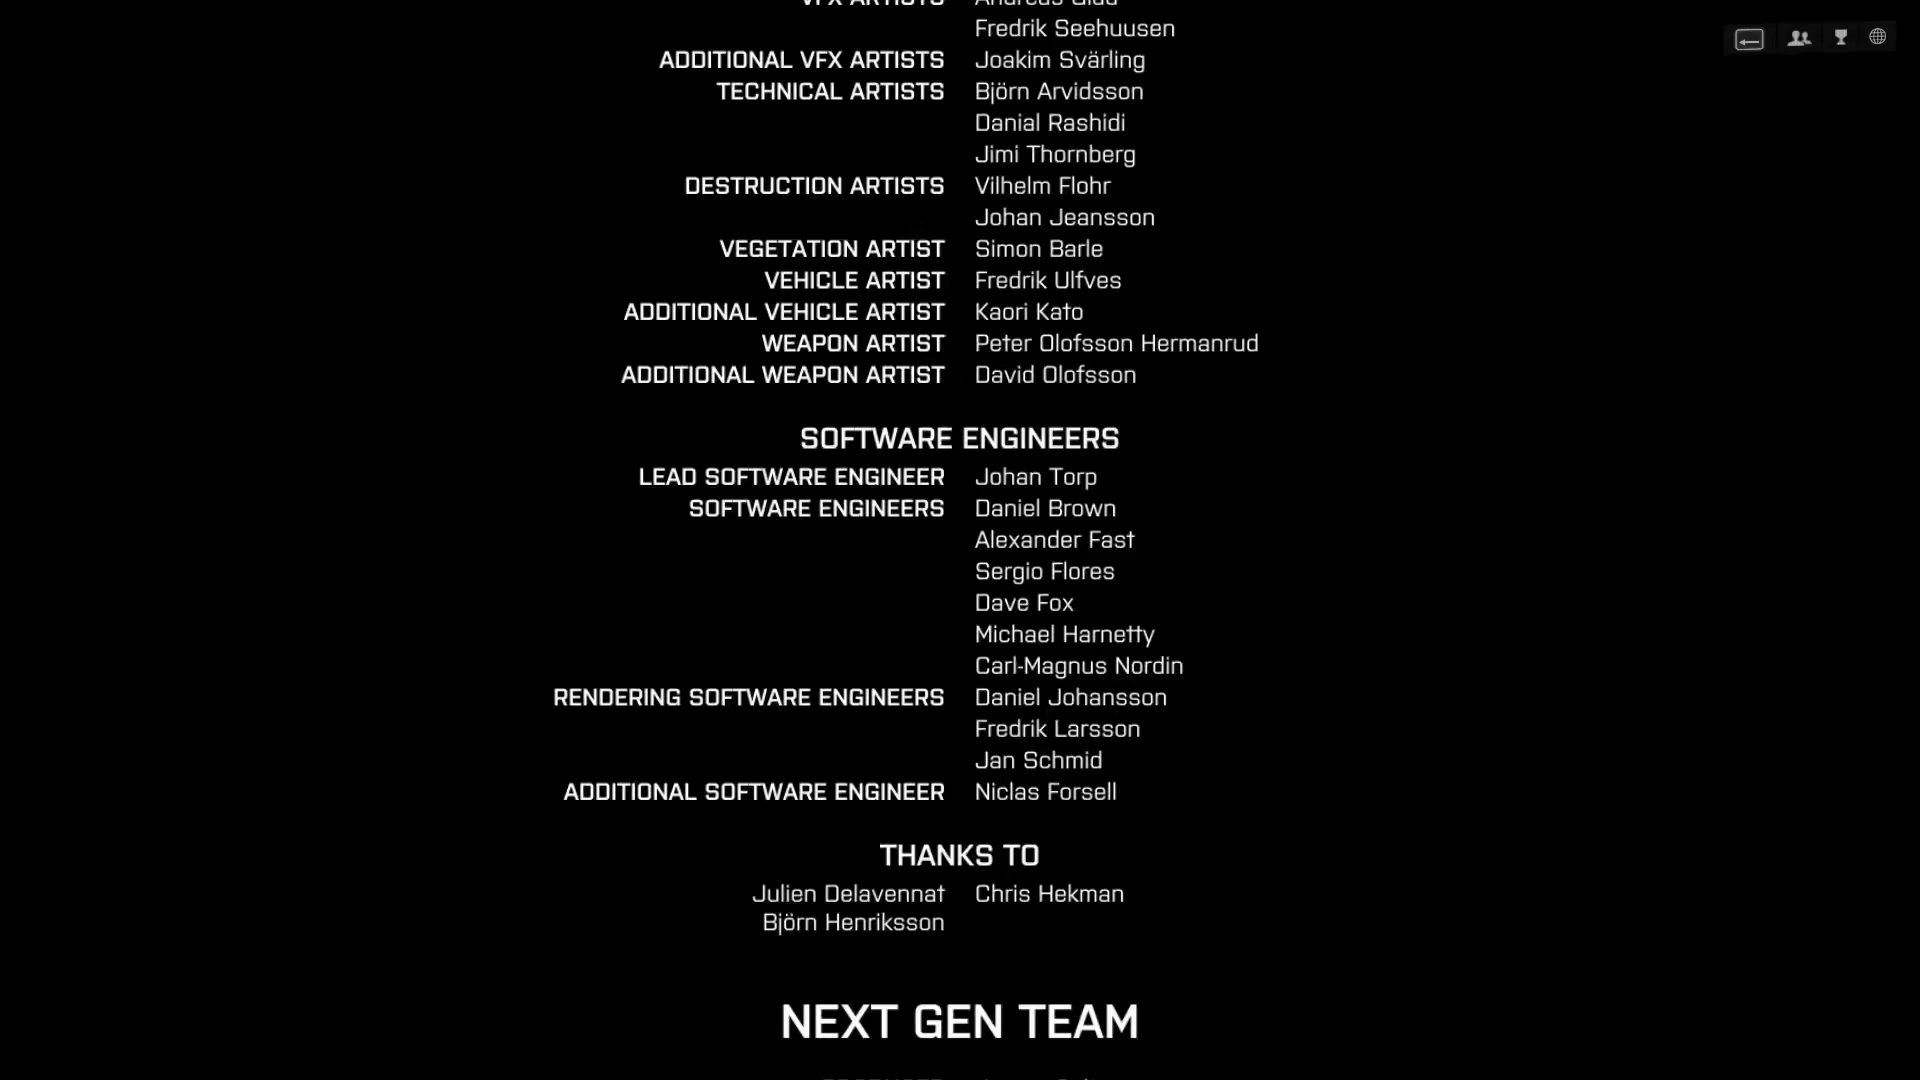 VFX ARTISTS Andreas Glad
Fredrik Seehuusen
ADDITIONAL VFX ARTISTS Joakim Svärling
TECHNICAL ARTISTS Björn Arvidsson
Danial Rashidi
Jimi Thornberg
DESTRUCTION ARTISTS Vilhelm Flohr
Johan Jeansson
VEGETATION ARTIST Simon Barle
VEHICLE ARTIST Fredrik Ulfves
ADDITIONAL VEHICLE ARTIST Kaori Kato
WEAPON ARTIST Peter Olofsson Hermanrud
ADDITIONAL WEAPON ARTIST David Olofsson
SOFTWARE ENGINEERS
LEAD SOFTWARE ENGINEER Johan Torp
SOFTWARE ENGINEERS Daniel Brown
Alexander Fast
Sergio Flores
Dave Fox
Michael Harnetty
Carl-Magnus Nordin
RENDERING SOFTWARE ENGINEERS Daniel Johansson
Fredrik Larsson
Jan Schmid
ADDITIONAL SOFTWARE ENGINEER Niclas Forsell
THANKS TO
Julien Delavennat Chris Hekman
Björn Henriksson
NEXT GEN TEAM